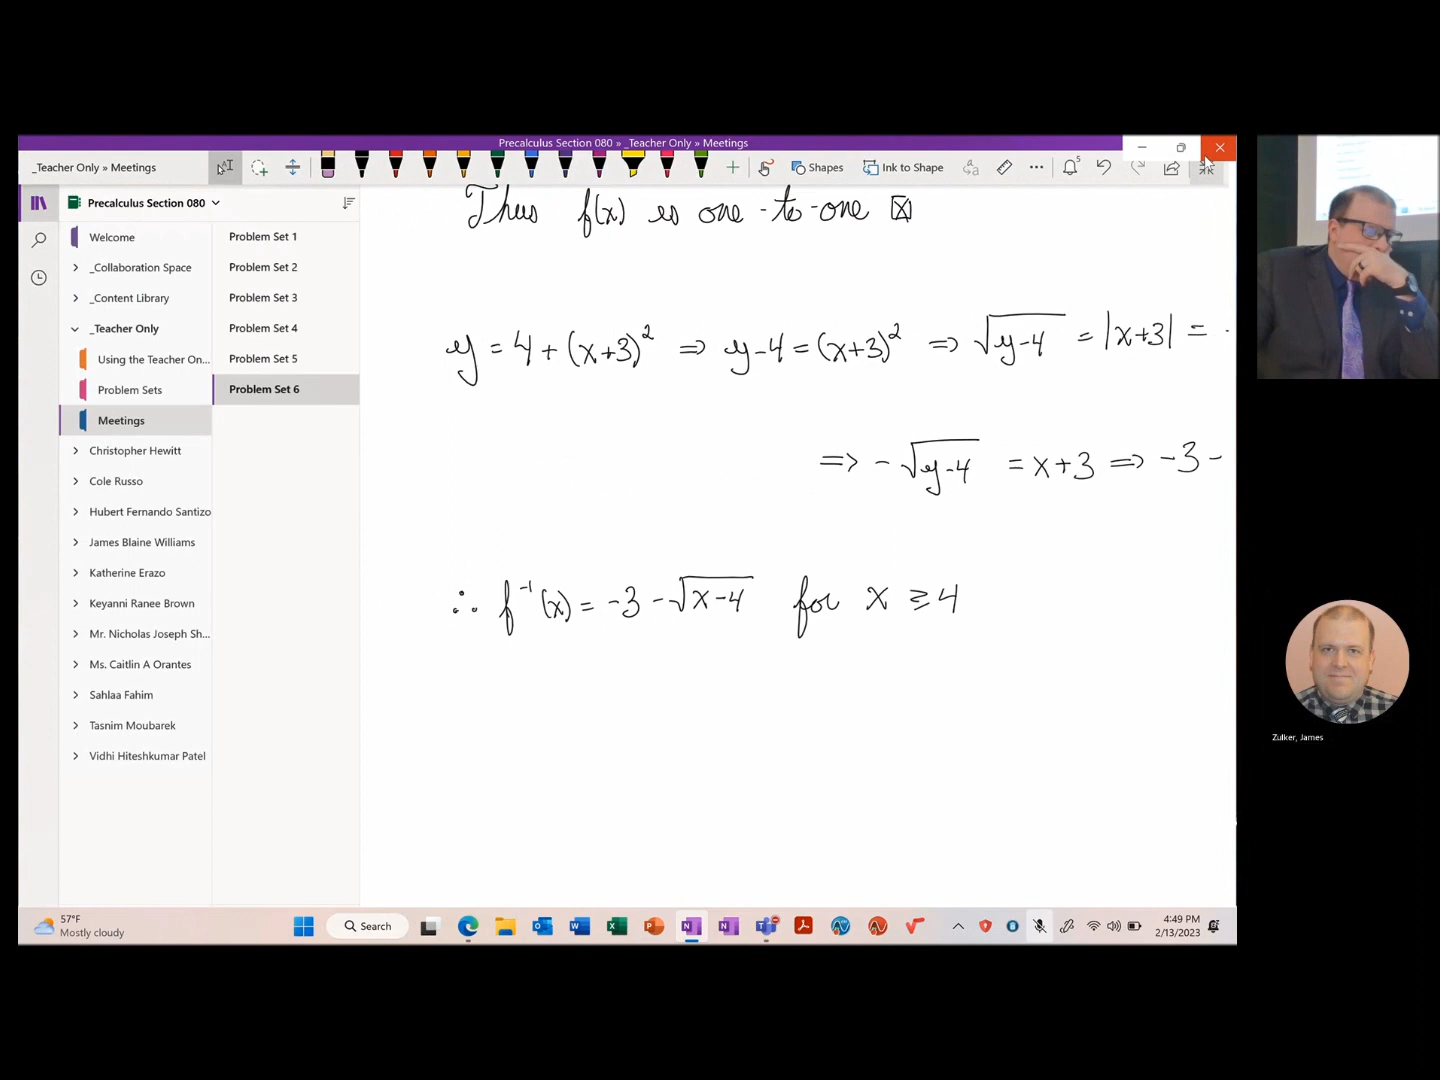 Precalculus Section 080 » _Teacher Only » Meetings
_Teacher Only » Meetings
Shapes
Ink to Shape
5
Precalculus Section 080
Welcome
_Collaboration Space
_Content Library
_Teacher Only
Using the Teacher On...
Problem Sets
Meetings
Christopher Hewitt
Cole Russo
Hubert Fernando Santizo
James Blaine Williams
Katherine Erazo
Keyanni Ranee Brown
Mr. Nicholas Joseph Sh...
Ms. Caitlin A Orantes
Sahlaa Fahim
Tasnim Moubarek
Vidhi Hiteshkumar Patel
Problem Set 1
Problem Set 2
Problem Set 3
Problem Set 4
Problem Set 5
Problem Set 6
Thus f(x) is one-to-one ☒
y = 4 + (x+3)² ⇒ y-4 = (x+3)² ⇒ √(y-4) = |x+3| =
⇒ -√(y-4) = x+3 ⇒ -3 -
∴ f⁻¹(x) = -3 - √(x-4) for x ≥ 4
Zulker, James
57°F
Mostly cloudy
Search
4:49 PM
2/13/2023